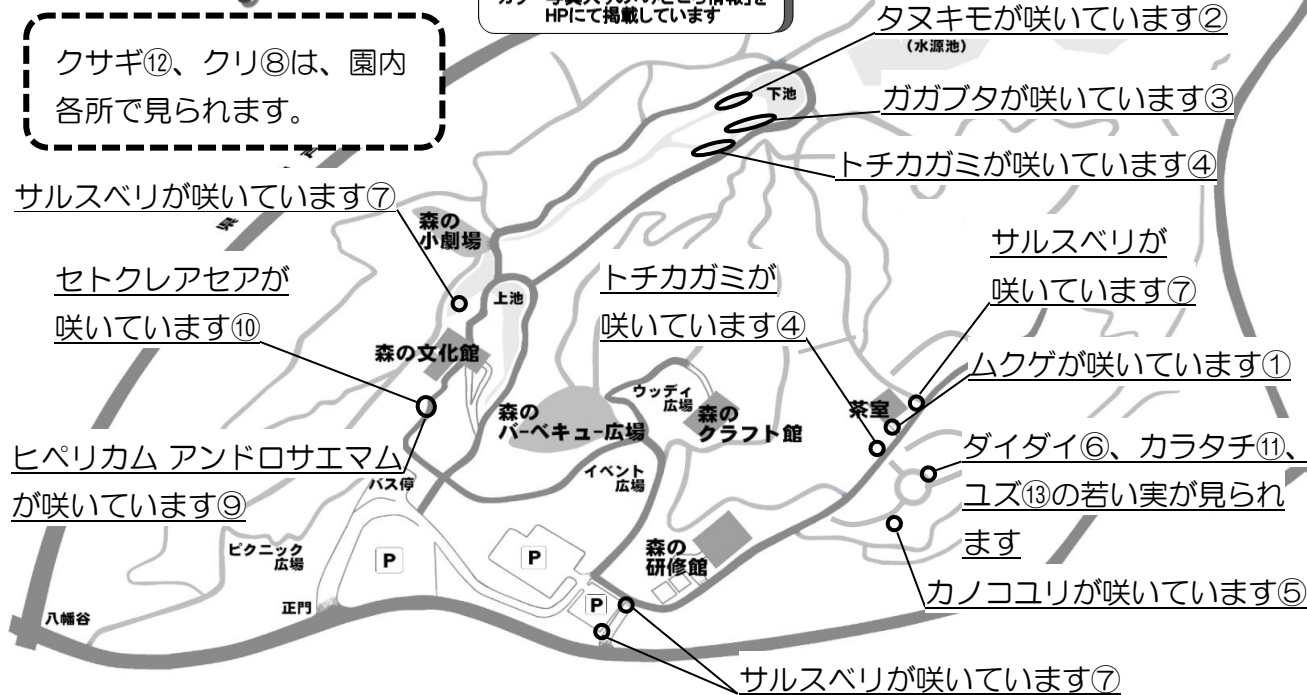 HPにて掲載しています
クサギ⑫、クリ⑧は、園内
各所で見られます。
タヌキモが咲いています②
(水源池)
下池
ガガブタが咲いています③
トチカガミが咲いています④
サルスベリが咲いています⑦
森の
小劇場
サルスベリが
咲いています⑦
セトクレアセアが
咲いています⑩
上池
トチカガミが
咲いています④
森の文化館
ムクゲが咲いています①
ウッディ
広場
森の
クラフト館
茶室
森の
バーベキュー広場
ヒペリカム アンドロサエマム
が咲いています⑨
バス停
イベント
広場
ダイダイ⑥、カラタチ⑪、
ユズ⑬の若い実が見られ
ます
ピクニック
広場
P
P
森の
研修館
カノコユリが咲いています⑤
正門
P
八幡谷
サルスベリが咲いています⑦